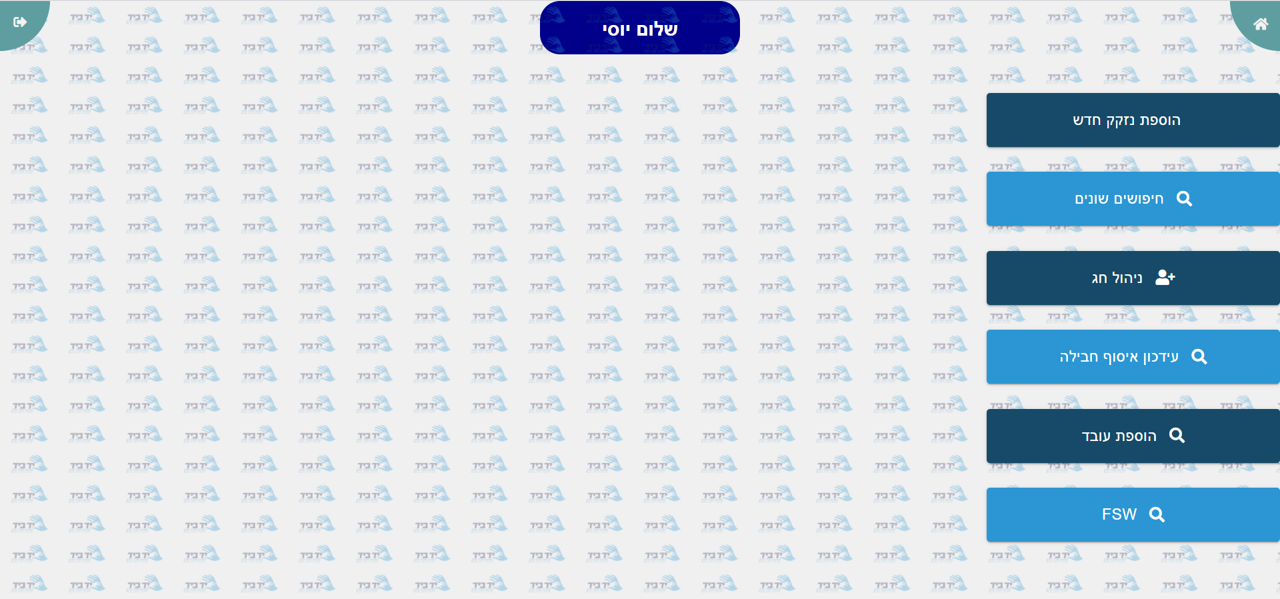 שלום יוסי
הוספת נזקק חדש
חיפושים שונים
ניהול חג
עידכון איסוף חבילה
הוספת עובד
FSW